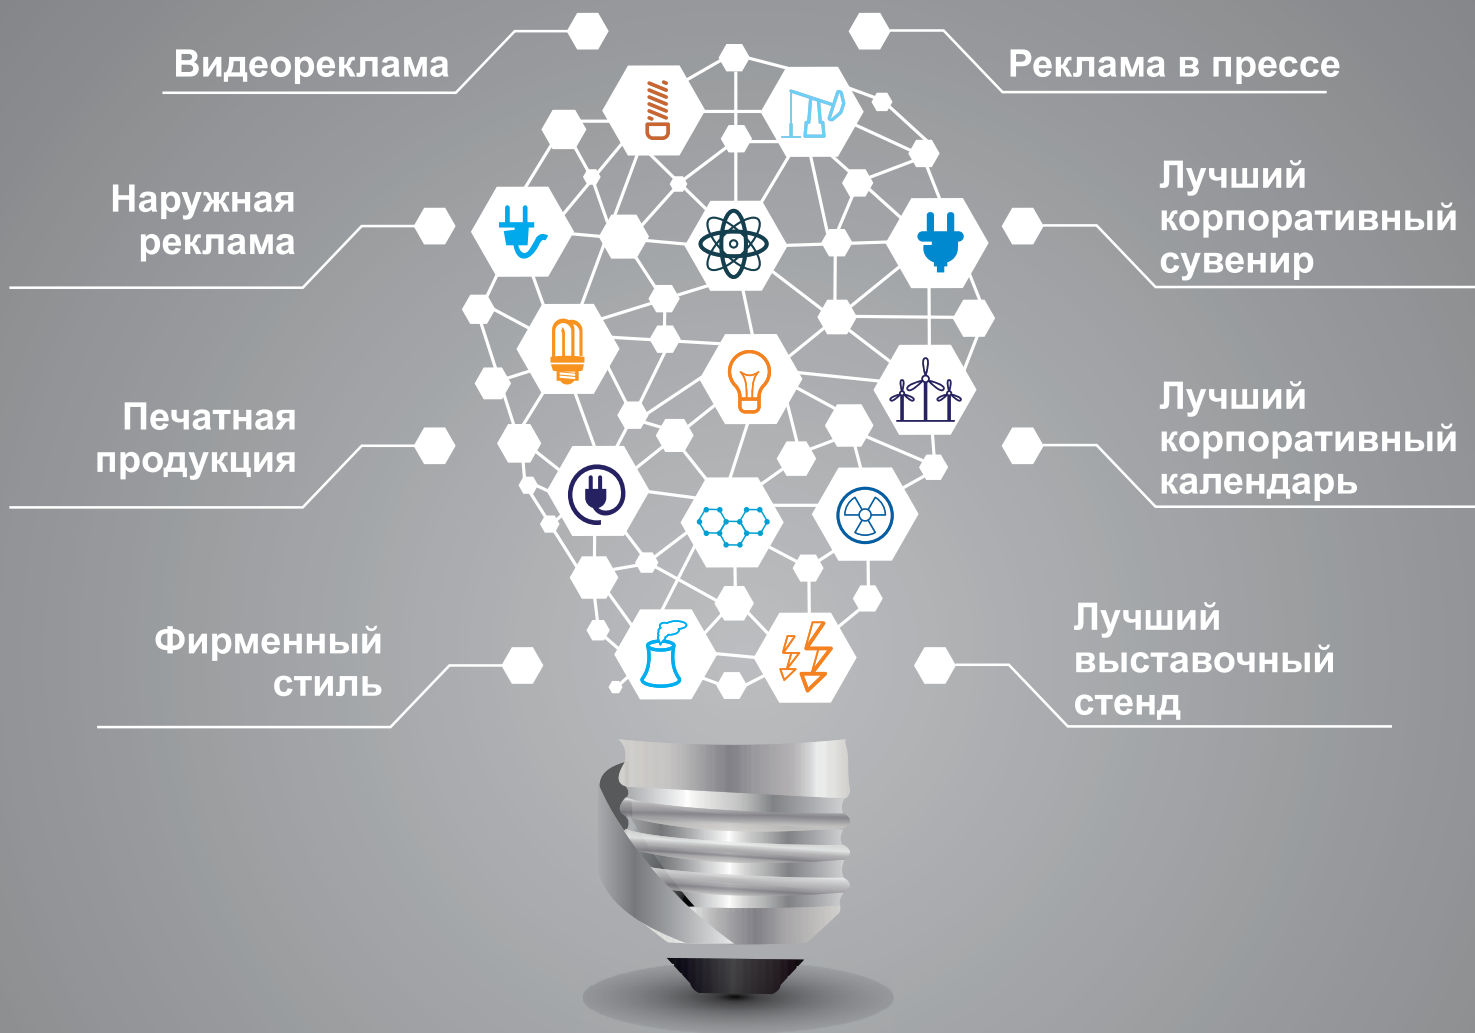 Видеореклама
Реклама в прессе
Наружная
реклама
Лучший
корпоративный
сувенир
Печатная
продукция
Лучший
корпоративный
календарь
Фирменный
стиль
Лучший
выставочный
стенд